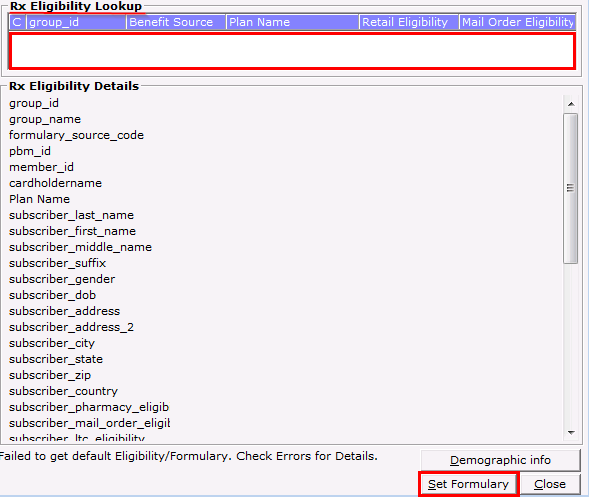 Rx Eligibility Lookup
C group_id Benefit Source Plan Name Retail Eligibility Mail Order Eligibility
Rx Eligibility Details
group_id
group_name
formulary_source_code
pbm_id
member_id
cardholdername
Plan Name
subscriber_last_name
subscriber_first_name
subscriber_middle_name
subscriber_suffix
subscriber_gender
subscriber_dob
subscriber_address
subscriber_address_2
subscriber_city
subscriber_state
subscriber_zip
subscriber_country
subscriber_pharmacy_eligib
subscriber_mail_order_eligit
subscriber_ltc_eligibility
Failed to get default Eligibility/Formulary. Check Errors for Details.
Demographic info
Set Formulary Close